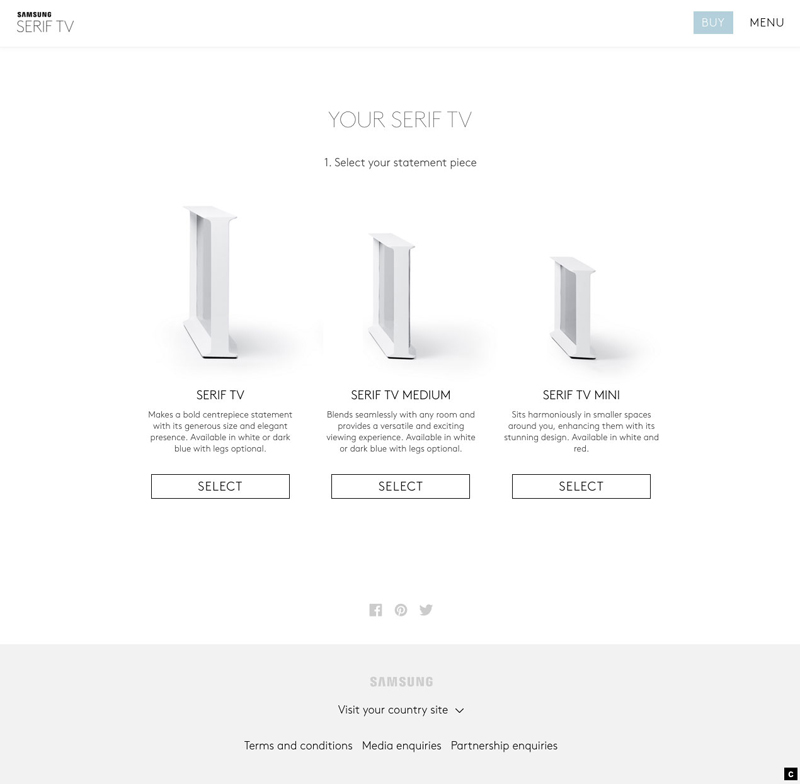 SAMSUNG
SERIF TV
BUY
MENU
YOUR SERIF TV
1. Select your statement piece
SERIF TV
Makes a bold centrepiece statement
with its generous size and elegant
presence. Available in white or dark
blue with legs optional.
SELECT
SERIF TV MEDIUM
Blends seamlessly with any room and
provides a versatile and exciting
viewing experience. Available in white
or dark blue with legs optional.
SELECT
SERIF TV MINI
Sits harmoniously in smaller spaces
around you, enhancing them with its
stunning design. Available in white and
red.
SELECT
SAMSUNG
Visit your country site
Terms and conditions
Media enquiries
Partnership enquiries
C